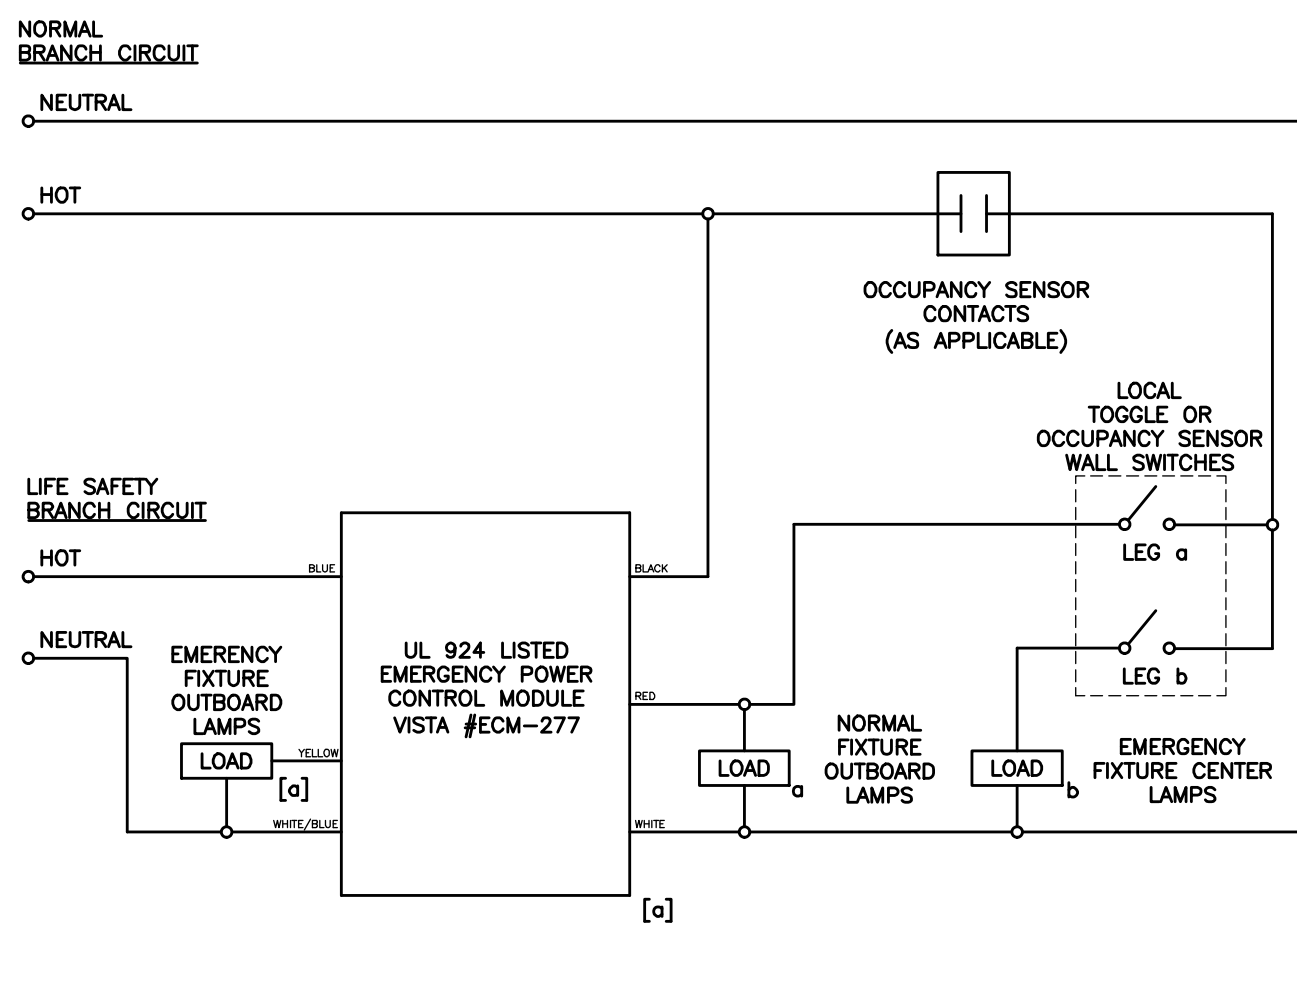 NORMAL
BRANCH CIRCUIT
NEUTRAL
HOT
OCCUPANCY SENSOR
CONTACTS
(AS APPLICABLE)
LOCAL
TOGGLE OR
OCCUPANCY SENSOR
WALL SWITCHES
LEG a
LEG b
LIFE SAFETY
BRANCH CIRCUIT
HOT
NEUTRAL
EMERENCY
FIXTURE
OUTBOARD
LAMPS
LOAD
[a]
BLUE
YELLOW
WHITE/BLUE
UL 924 LISTED
EMERGENCY POWER
CONTROL MODULE
VISTA #ECM-277
BLACK
RED
WHITE
[a]
LOAD
a
NORMAL
FIXTURE
OUTBOARD
LAMPS
LOAD
b
EMERGENCY
FIXTURE CENTER
LAMPS